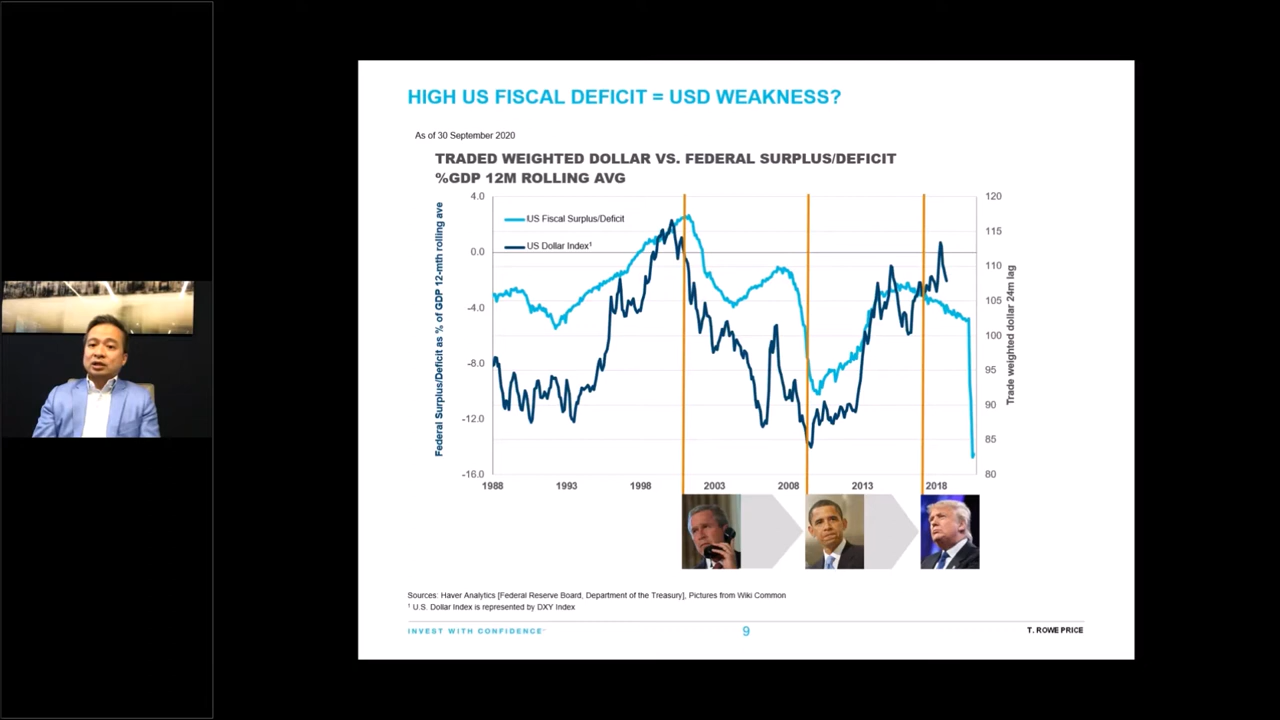 HIGH US FISCAL DEFICIT = USD WEAKNESS?
As of 30 September 2020
TRADED WEIGHTED DOLLAR VS. FEDERAL SURPLUS/DEFICIT
%GDP 12M ROLLING AVG
Federal Surplus/Deficit as % of GDP 12-mth rolling ave
4.0
0.0
-4.0
-8.0
-12.0
-16.0
US Fiscal Surplus/Deficit
US Dollar Index¹
120
115
110
105
100
95
90
85
80
Trade weighted dollar 24m lag
1988 1993 1998 2003 2008 2013 2018
Sources: Haver Analytics [Federal Reserve Board, Department of the Treasury], Pictures from Wiki Common
¹ U.S. Dollar Index is represented by DXY Index
INVEST WITH CONFIDENCE
9
T. ROWE PRICE